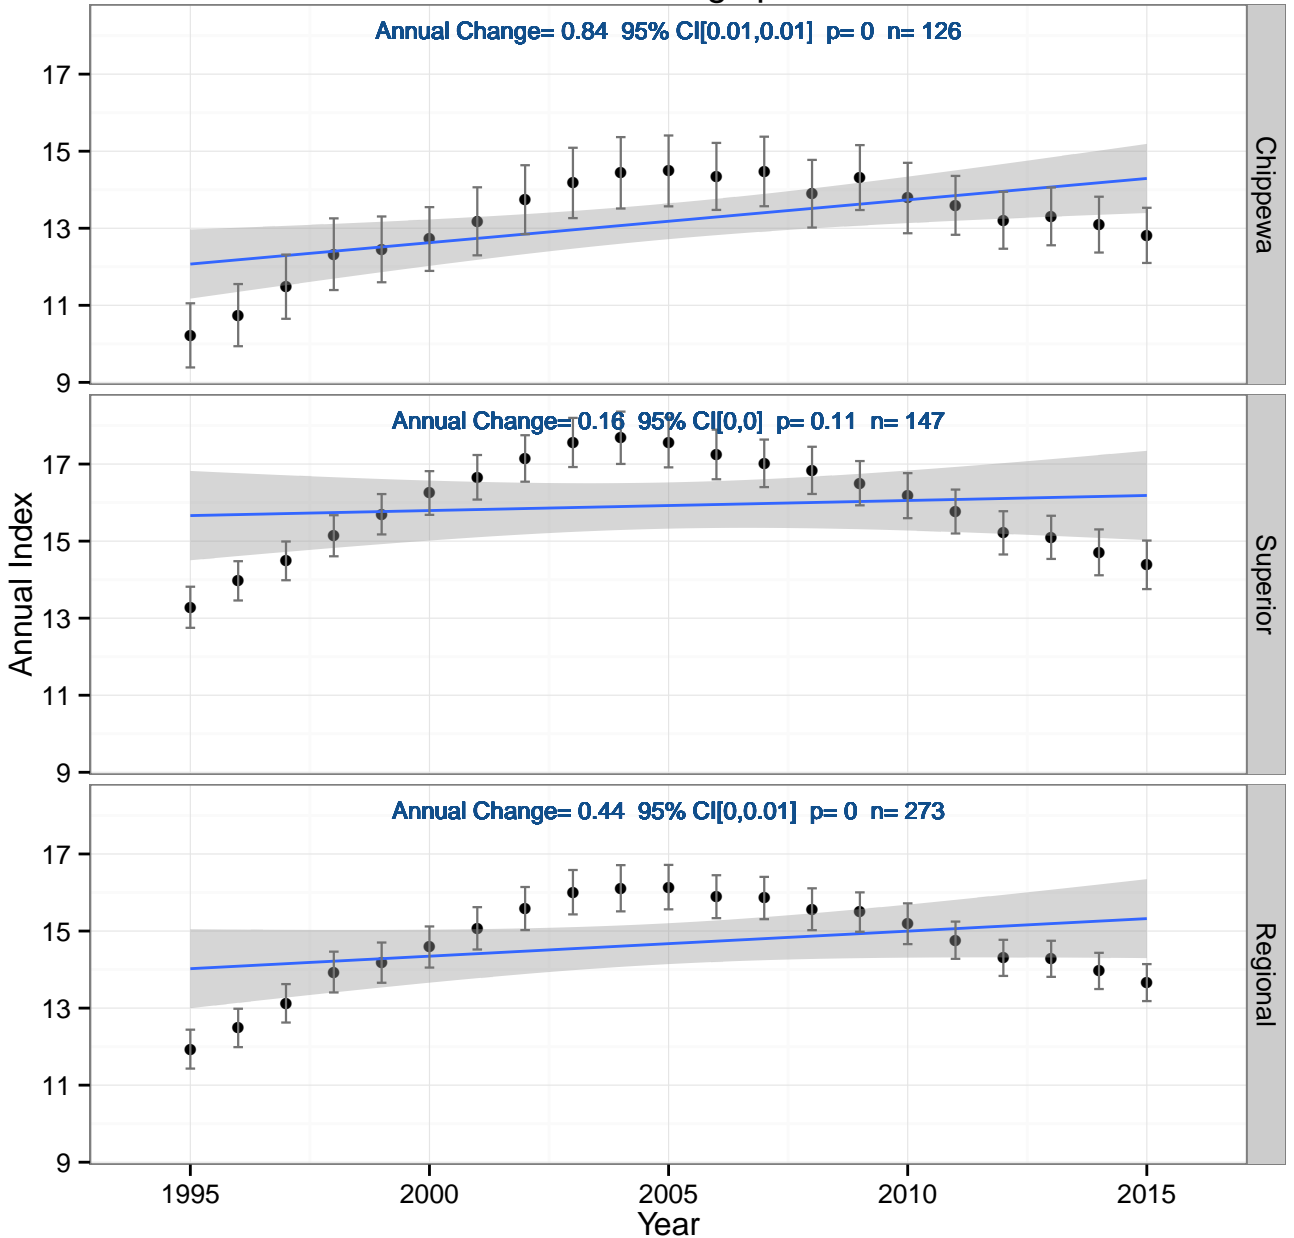 Annual Change= 0.84  95% CI[0.01,0.01]  p= 0  n= 126
17
15
13
11
9
Chippewa
Annual Change= 0.16  95% CI[0,0]  p= 0.11  n= 147
17
15
13
11
9
Superior
Annual Index
Annual Change= 0.44  95% CI[0,0.01]  p= 0  n= 273
17
15
13
11
9
Regional
1995 2000 2005 2010 2015
Year